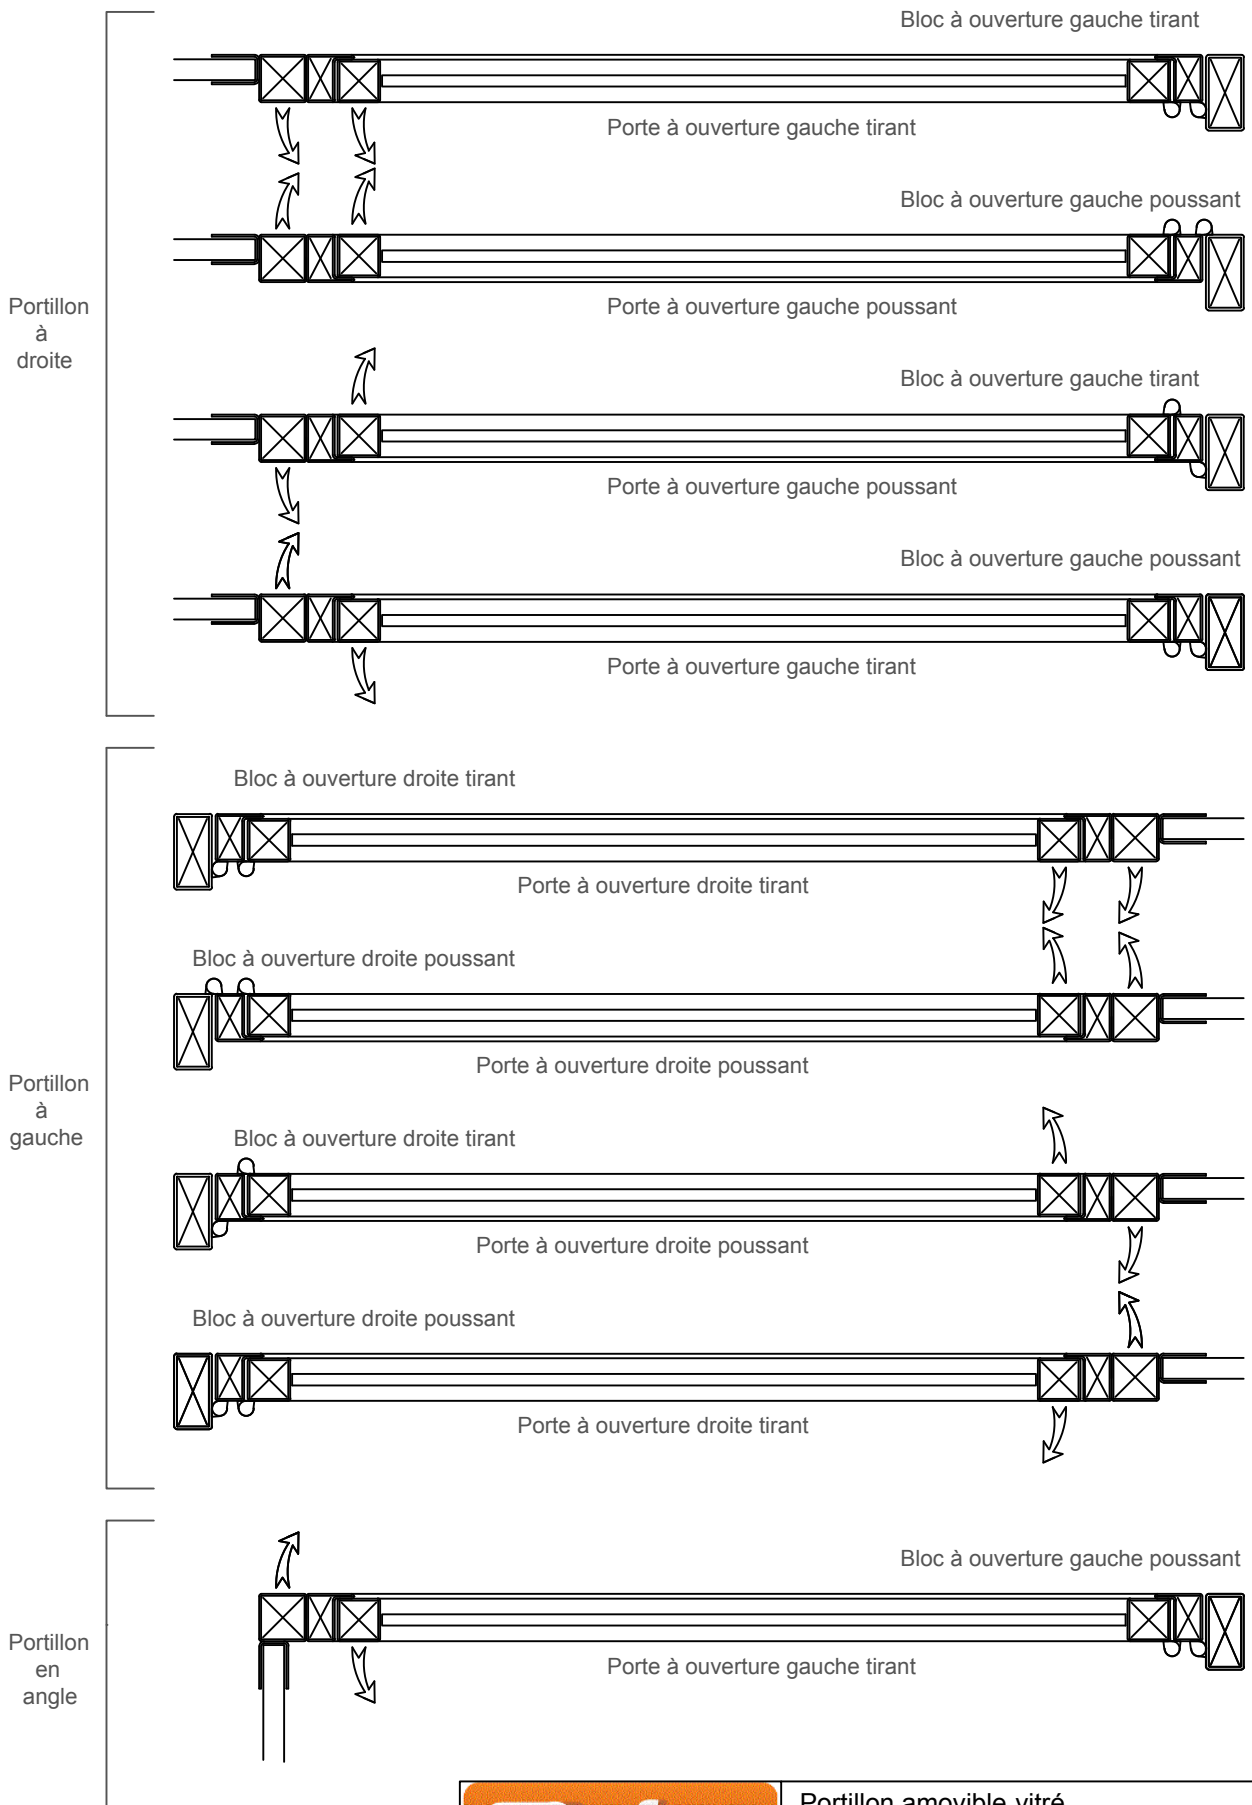 Bloc à ouverture gauche tirant
Porte à ouverture gauche tirant
Bloc à ouverture gauche poussant
Portillon
à
droite
Porte à ouverture gauche poussant
Bloc à ouverture gauche tirant
Porte à ouverture gauche poussant
Bloc à ouverture gauche poussant
Porte à ouverture gauche tirant
Bloc à ouverture droite tirant
Porte à ouverture droite tirant
Bloc à ouverture droite poussant
Porte à ouverture droite poussant
Portillon
à
gauche
Bloc à ouverture droite tirant
Porte à ouverture droite poussant
Bloc à ouverture droite poussant
Porte à ouverture droite tirant
Bloc à ouverture gauche poussant
Portillon
en
angle
Porte à ouverture gauche tirant
Portillon amovible vitré